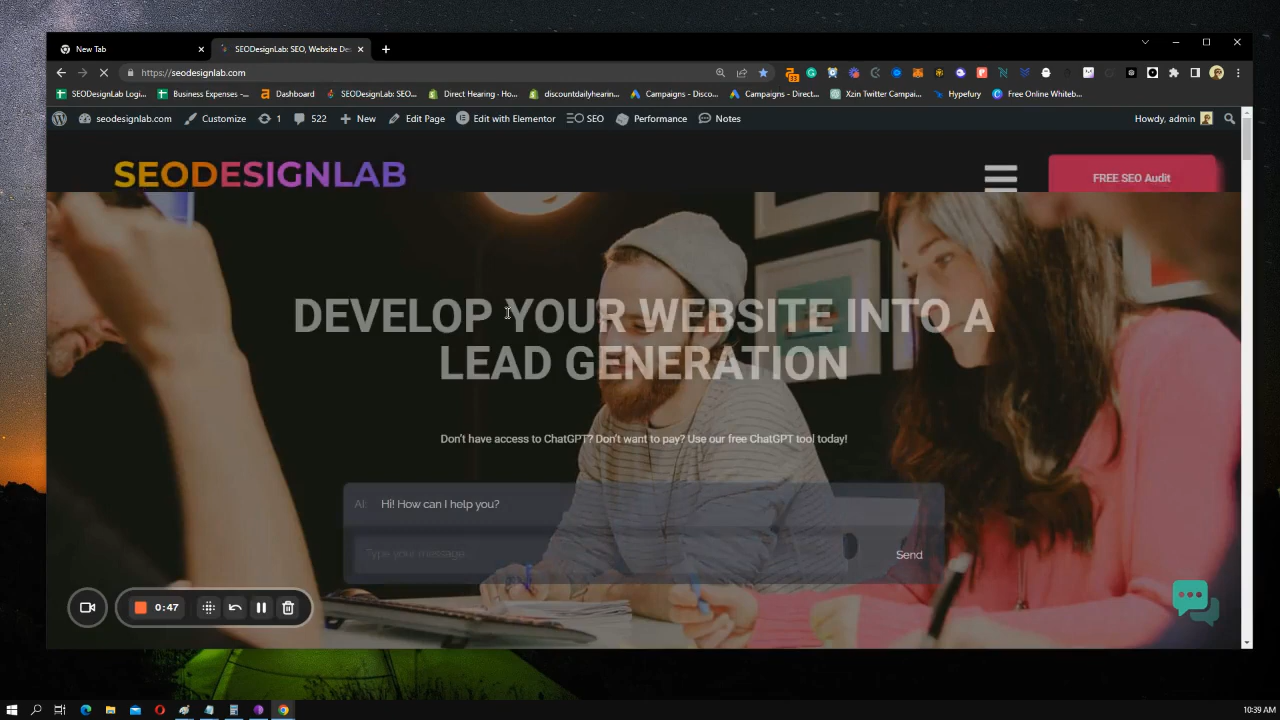 New Tab
SEODesignLab: SEO, Website De
https://seodesignlab.com
SEODesignLab Logi...
Business Expenses -...
Dashboard
SEODesignLab: SEO...
Direct Hearing - Ho...
discountdailyhearin...
Campaigns - Disco...
Campaigns - Direct...
Xzin Twitter Campai...
Hypefury
Free Online Whiteb...
seodesignlab.com
Customize
1
522
New
Edit Page
Edit with Elementor
SEO
Performance
Notes
Howdy, admin
SEODESIGNLAB
FREE SEO Audit
DEVELOP YOUR WEBSITE INTO A
LEAD GENERATION
Don't have access to ChatGPT? Don't want to pay? Use our free ChatGPT tool today!
AI: Hi! How can I help you?
Type your message...
Send
0:47
10:39 AM